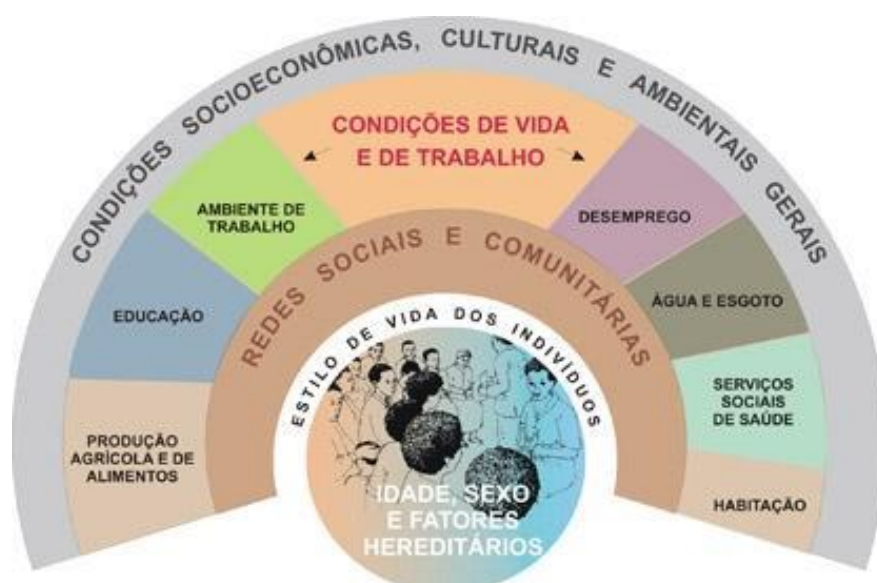 CONDIÇÕES SOCIOECONÔMICAS, CULTURAIS E AMBIENTAIS GERAIS
CONDIÇÕES DE VIDA
E DE TRABALHO
AMBIENTE DE
TRABALHO
DESEMPREGO
REDES SOCIAIS E COMUNITÁRIAS
EDUCAÇÃO
ÁGUA E ESGOTO
ESTILO DE VIDA DOS INDIVÍDUOS
SERVIÇOS
SOCIAIS
DE SAÚDE
PRODUÇÃO
AGRÍCOLA E DE
ALIMENTOS
HABITAÇÃO
IDADE, SEXO
E FATORES
HEREDITÁRIOS